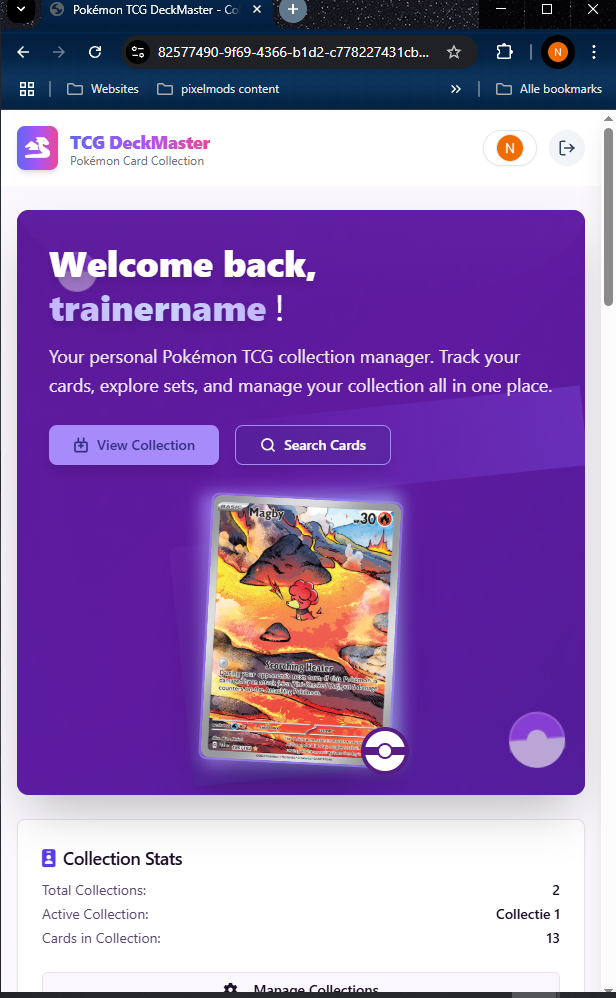 Pokémon TCG DeckMaster - Co
82577490-9f69-4366-b1d2-c778227431cb...
N
Websites
pixelmods content
»
Alle bookmarks
TCG DeckMaster
Pokémon Card Collection
N
Welcome back,
trainername !
Your personal Pokémon TCG collection manager. Track your
cards, explore sets, and manage your collection all in one place.
View Collection
Search Cards
BASIC
Magby
HP30
Scorching Heater
Collection Stats
Total Collections: 2
Active Collection: Collectie 1
Cards in Collection: 13
Manage Collections